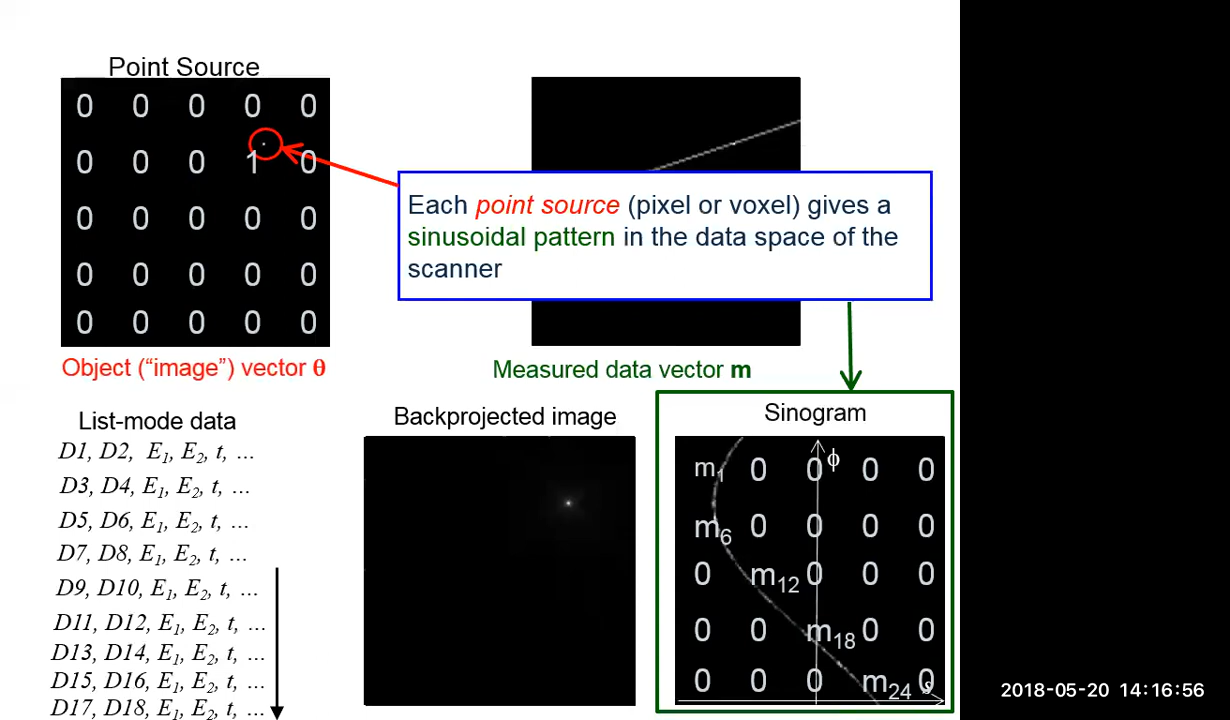 Point Source
0 0 0 0 0
0 0 0 1 0
0 0 0 0 0
0 0 0 0 0
0 0 0 0 0
Object (“image”) vector θ
Each point source (pixel or voxel) gives a
sinusoidal pattern in the data space of the
scanner
Measured data vector m
List-mode data
D1, D2, E1, E2, t, ...
D3, D4, E1, E2, t, ...
D5, D6, E1, E2, t, ...
D7, D8, E1, E2, t, ...
D9, D10, E1, E2, t, ...
D11, D12, E1, E2, t, ...
D13, D14, E1, E2, t, ...
D15, D16, E1, E2, t, ...
D17, D18, E1, E2, t, ...
Backprojected image
Sinogram
ϕ
m1 0 0 0 0
m6 0 0 0 0
0 m12 0 0 0
0 0 m18 0 0
0 0 0 m24 0
s
2018-05-20 14:16:56